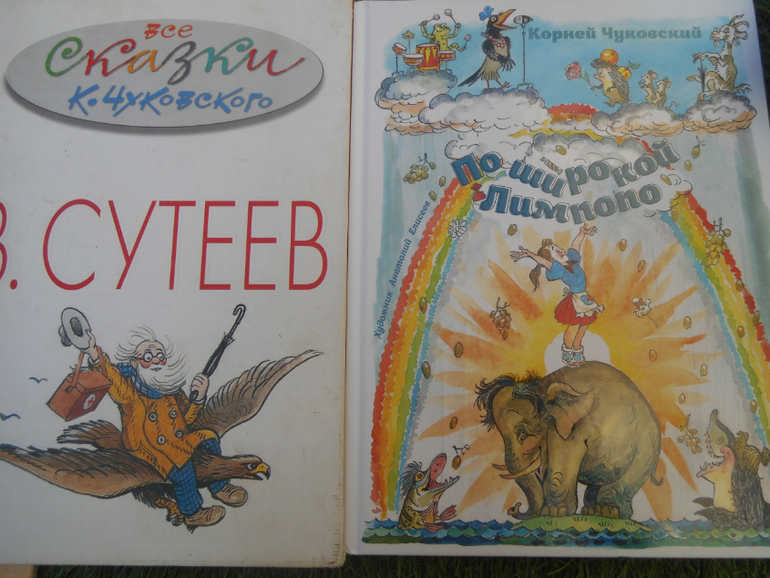 Все
Сказки
К. Чуковского
В. СУТЕЕВ
Корней Чуковский
По широкой
Лимпопо
Художник Анатолий Елисеев